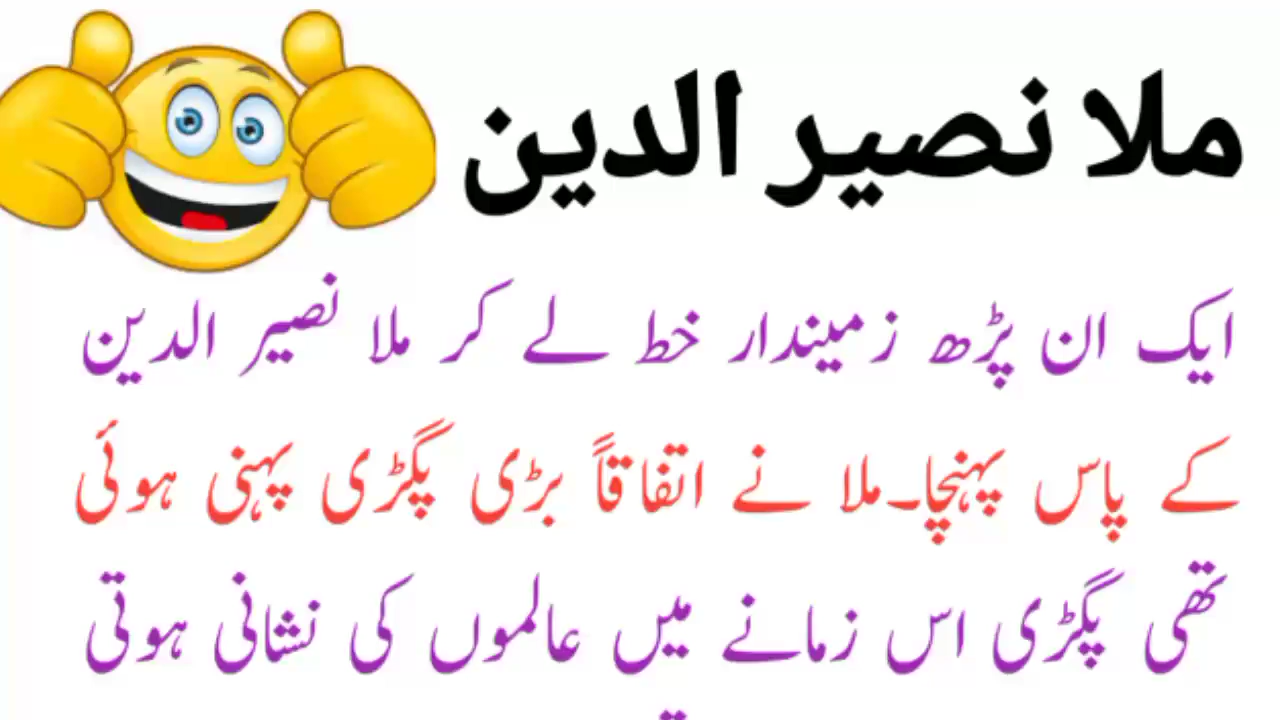 ملا نصیر الدین
ایک ان پڑھ زمیندار خط لے کر ملا نصیر الدین
کے پاس پہنچا۔ملا نے اتفاقاً بڑی پگڑی پہنی ہوئی
تھی پگڑی اس زمانے میں عالموں کی نشانی ہوتی